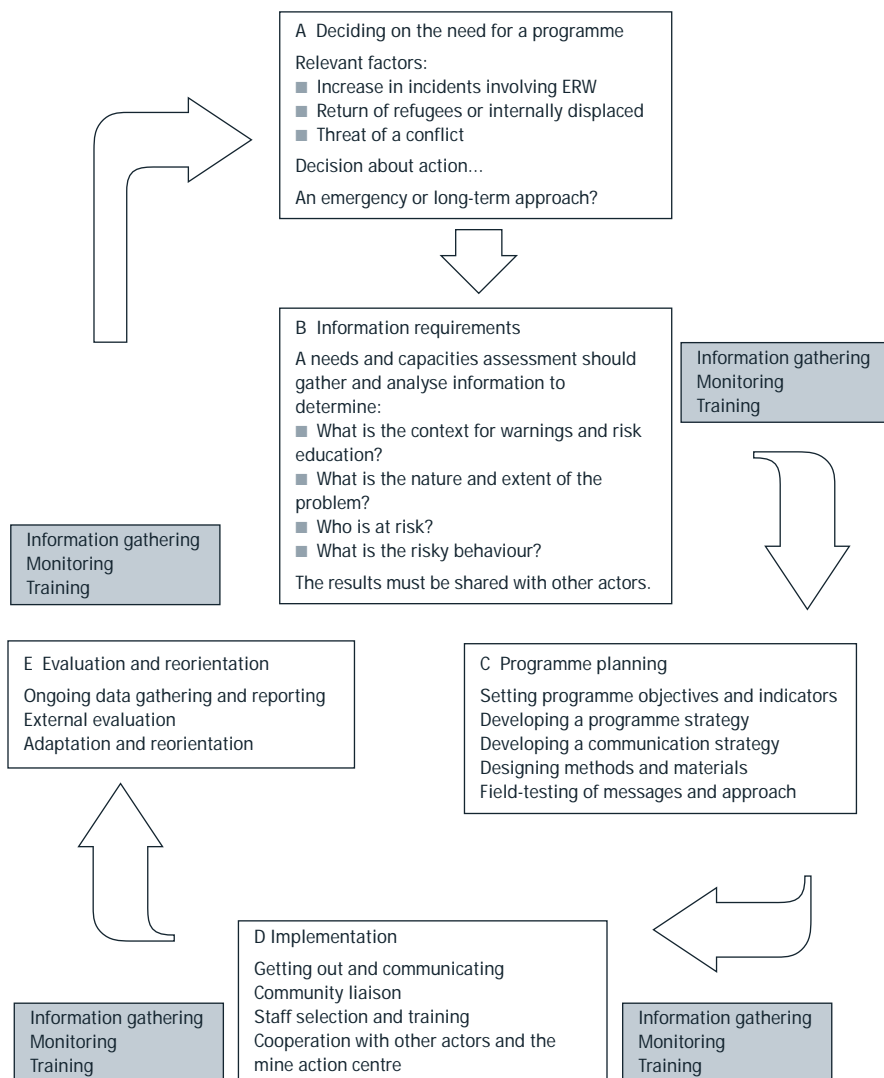 A Deciding on the need for a programme
Relevant factors:
■ Increase in incidents involving ERW
■ Return of refugees or internally displaced
■ Threat of a conflict
Decision about action...
An emergency or long-term approach?
B Information requirements
A needs and capacities assessment should
gather and analyse information to
determine:
■ What is the context for warnings and risk
education?
■ What is the nature and extent of the
problem?
■ Who is at risk?
■ What is the risky behaviour?
The results must be shared with other actors.
Information gathering
Monitoring
Training
C Programme planning
Setting programme objectives and indicators
Developing a programme strategy
Developing a communication strategy
Designing methods and materials
Field-testing of messages and approach
Information gathering
Monitoring
Training
D Implementation
Getting out and communicating
Community liaison
Staff selection and training
Cooperation with other actors and the
mine action centre
Information gathering
Monitoring
Training
E Evaluation and reorientation
Ongoing data gathering and reporting
External evaluation
Adaptation and reorientation
Information gathering
Monitoring
Training